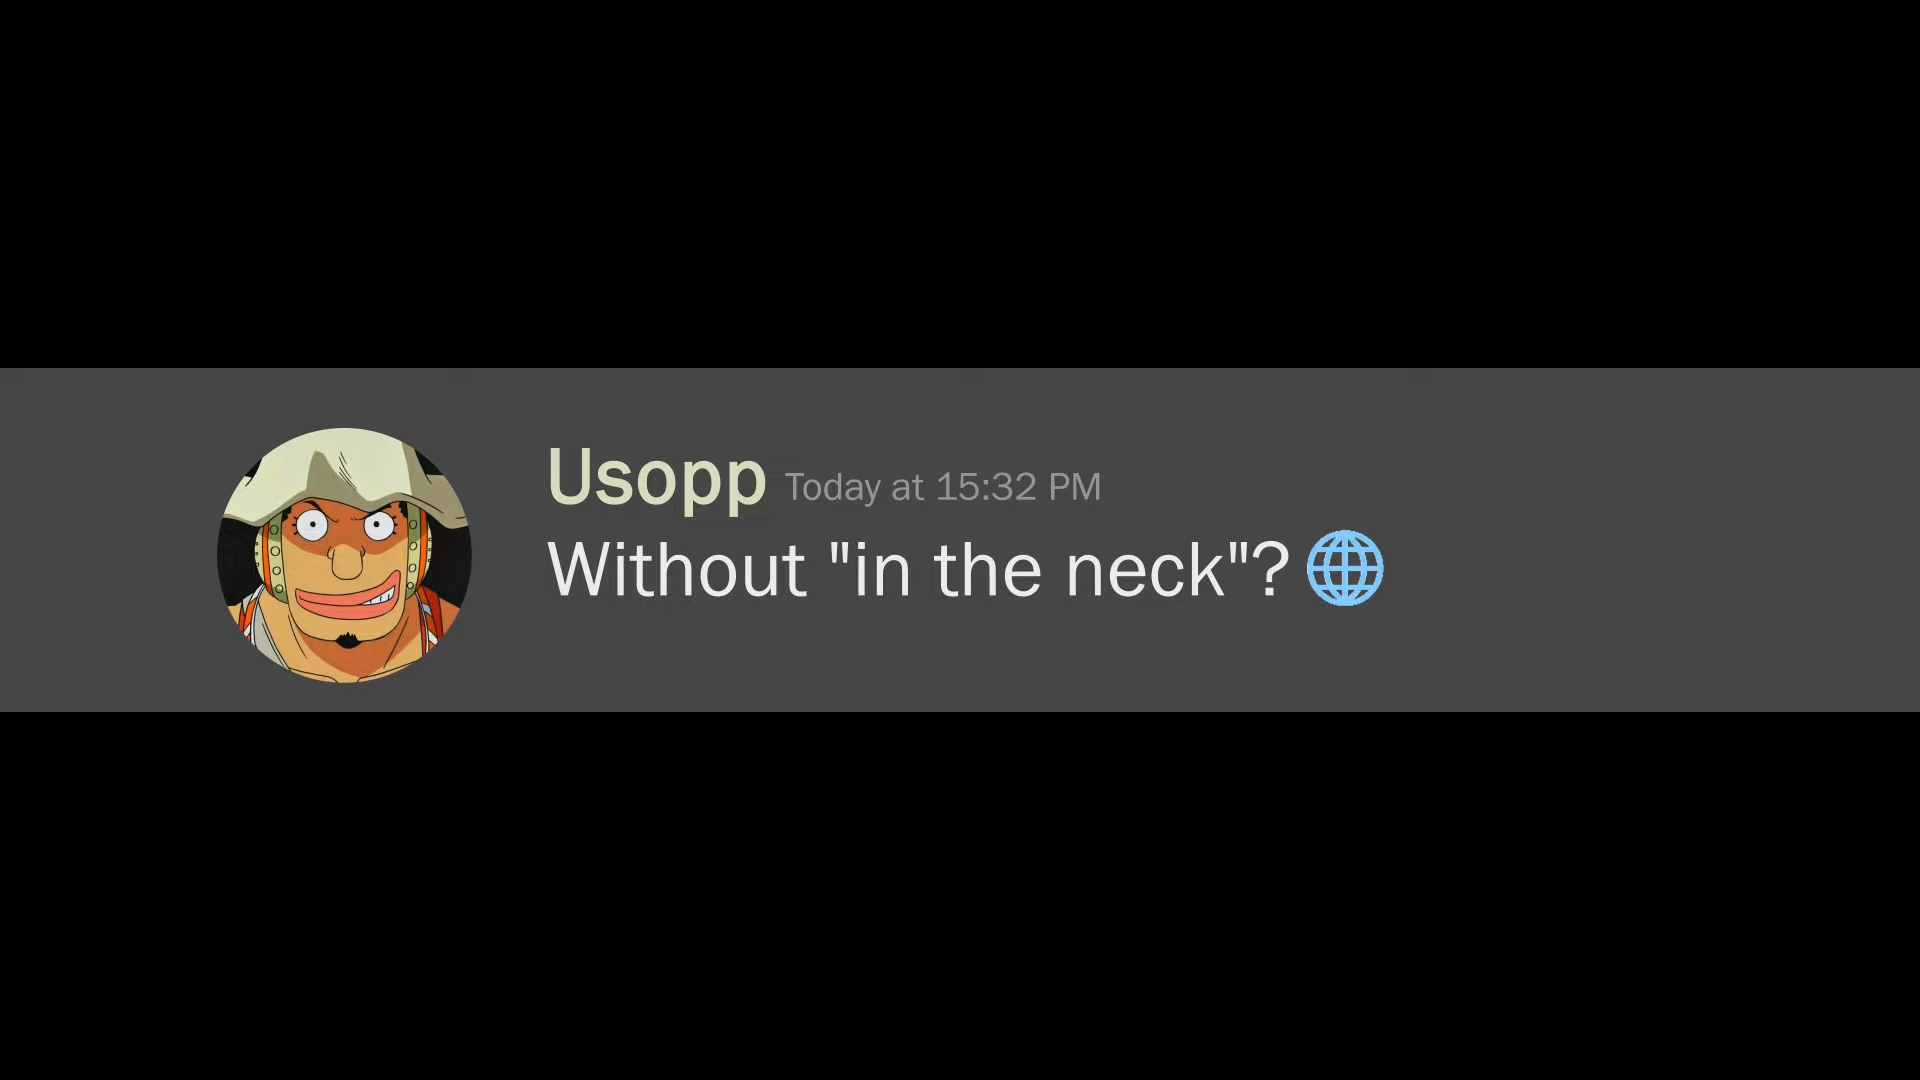 Usopp Today at 15:32 PM
Without "in the neck"? 🌐